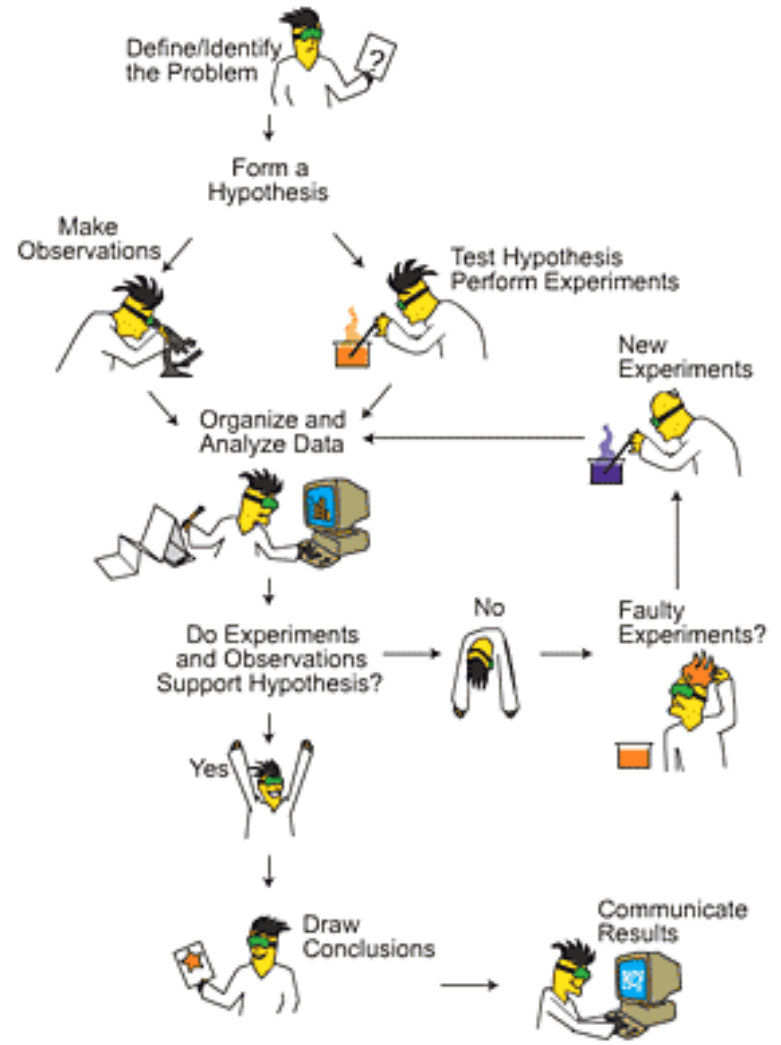 Define/Identify
the Problem
?
Form a
Hypothesis
Make
Observations
Test Hypothesis
Perform Experiments
New
Experiments
Organize and
Analyze Data
No
Faulty
Experiments?
Do Experiments
and Observations
Support Hypothesis?
Yes
Draw
Conclusions
Communicate
Results